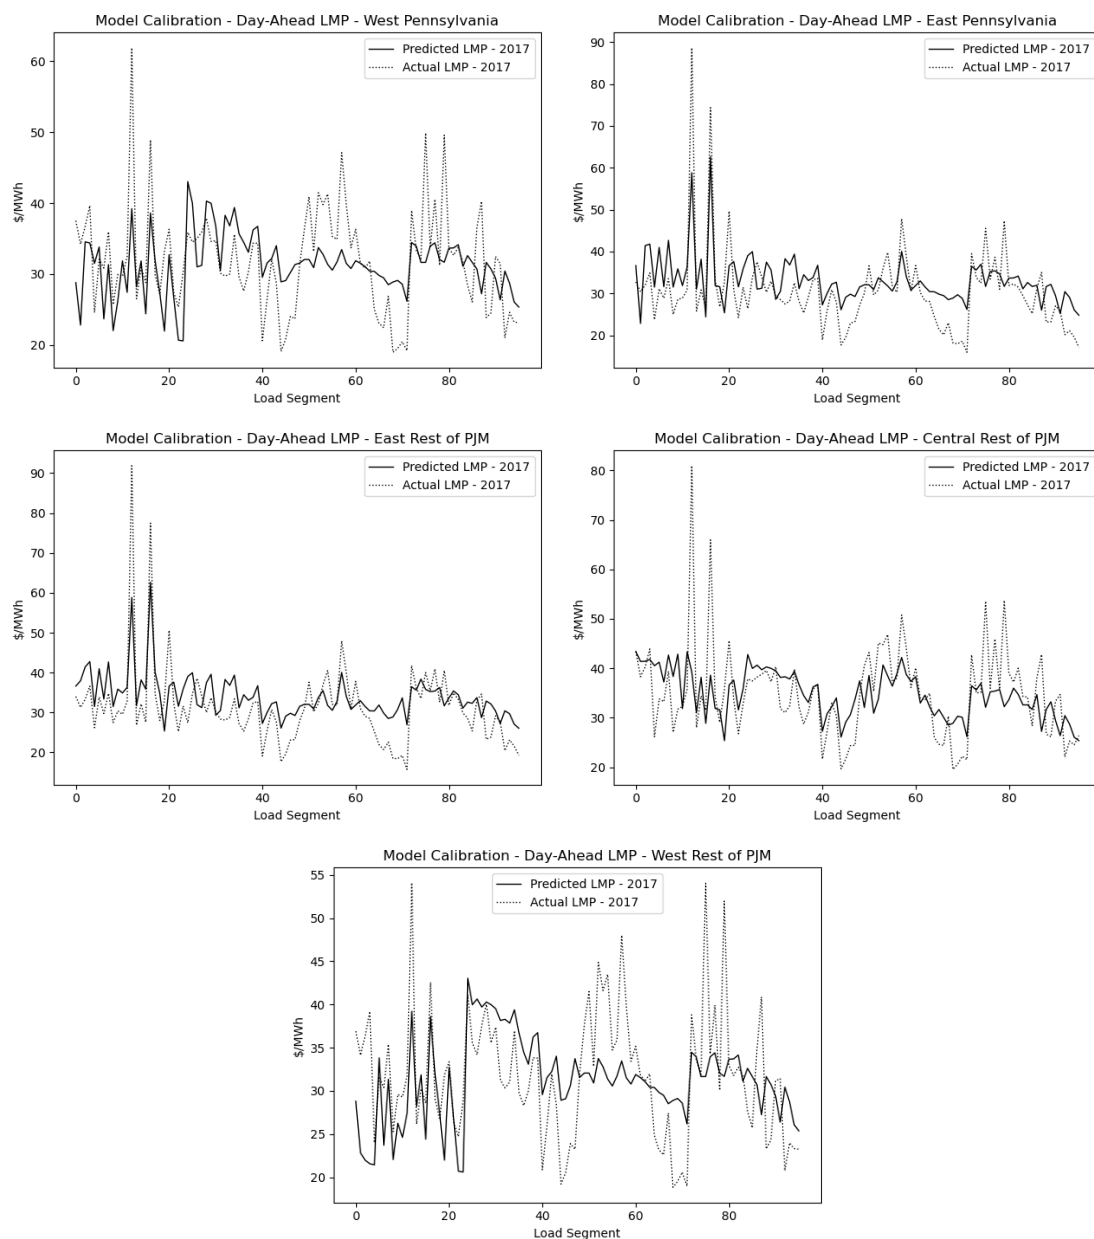 Model Calibration - Day-Ahead LMP - West Pennsylvania
Predicted LMP - 2017
Actual LMP - 2017
60
50
40
30
20
$/MWh
0 20 40 60 80
Load Segment
Model Calibration - Day-Ahead LMP - East Pennsylvania
Predicted LMP - 2017
Actual LMP - 2017
90
80
70
60
50
40
30
20
$/MWh
0 20 40 60 80
Load Segment
Model Calibration - Day-Ahead LMP - East Rest of PJM
Predicted LMP - 2017
Actual LMP - 2017
90
80
70
60
50
40
30
20
$/MWh
0 20 40 60 80
Load Segment
Model Calibration - Day-Ahead LMP - Central Rest of PJM
Predicted LMP - 2017
Actual LMP - 2017
80
70
60
50
40
30
20
$/MWh
0 20 40 60 80
Load Segment
Model Calibration - Day-Ahead LMP - West Rest of PJM
Predicted LMP - 2017
Actual LMP - 2017
55
50
45
40
35
30
25
20
$/MWh
0 20 40 60 80
Load Segment